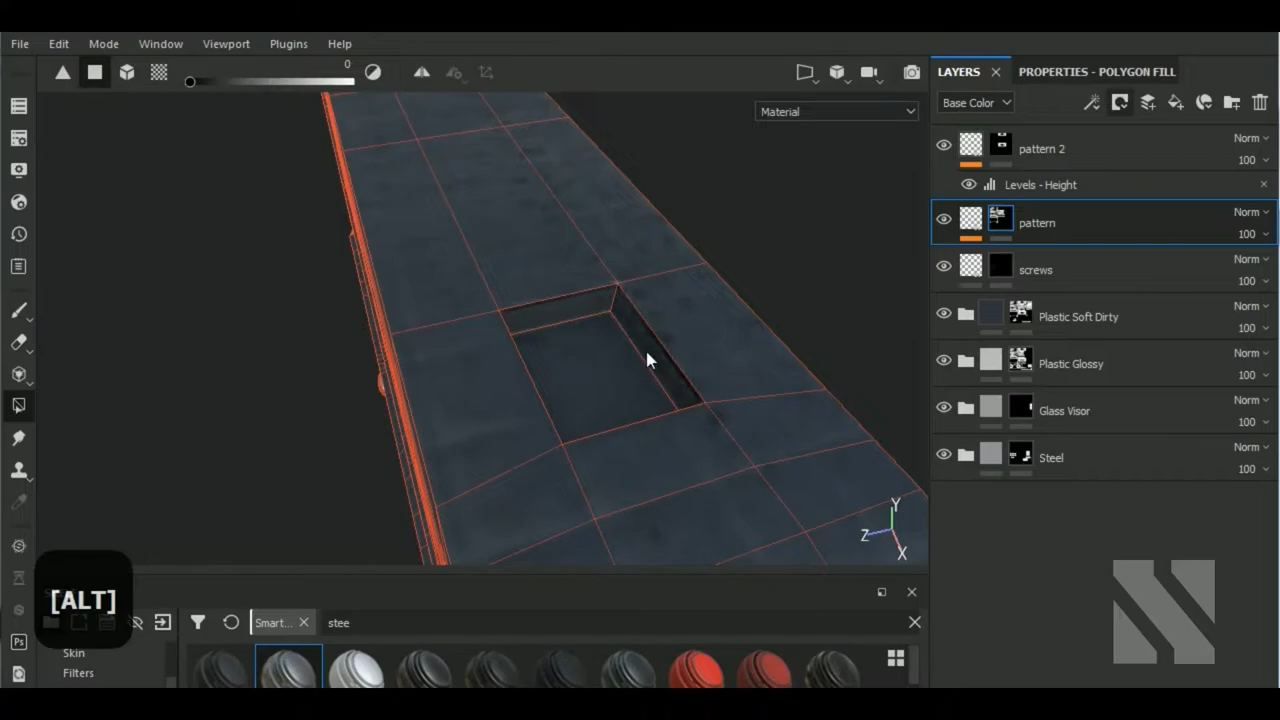 File Edit Mode Window Viewport Plugins Help
0
LAYERS × PROPERTIES - POLYGON FILL
Base Color
Material
pattern 2 Norm
100
Levels - Height ×
pattern Norm
100
screws Norm
100
Plastic Soft Dirty Norm
100
Plastic Glossy Norm
100
Glass Visor Norm
100
Steel Norm
100
Y
Z
X
[ALT]
Ps
Smart... × stee
Skin
Filters